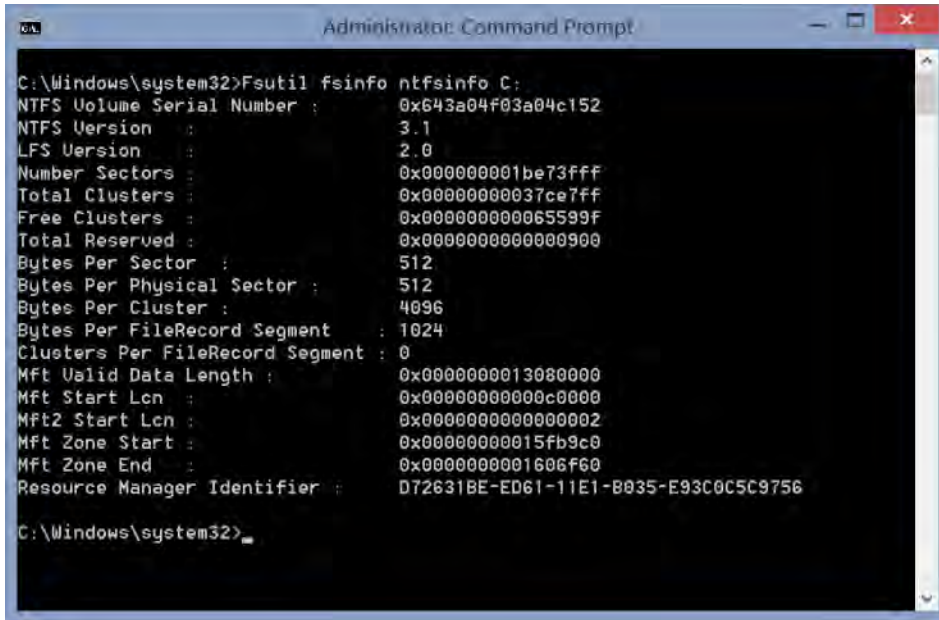 Administrator: Command Prompt
C:\Windows\system32>Fsutil fsinfo ntfsinfo C:
NTFS Volume Serial Number : 0x643a04f03a04c152
NTFS Version : 3.1
LFS Version : 2.0
Number Sectors : 0x000000001be73fff
Total Clusters : 0x00000000037ce7ff
Free Clusters : 0x000000000065599f
Total Reserved : 0x0000000000000900
Bytes Per Sector : 512
Bytes Per Physical Sector : 512
Bytes Per Cluster : 4096
Bytes Per FileRecord Segment : 1024
Clusters Per FileRecord Segment : 0
Mft Valid Data Length : 0x0000000013080000
Mft Start Lcn : 0x00000000000c0000
Mft2 Start Lcn : 0x0000000000000002
Mft Zone Start : 0x00000000015fb9c0
Mft Zone End : 0x0000000001606f60
Resource Manager Identifier : D72631BE-ED61-11E1-B035-E93C0C5C9756
C:\Windows\system32>